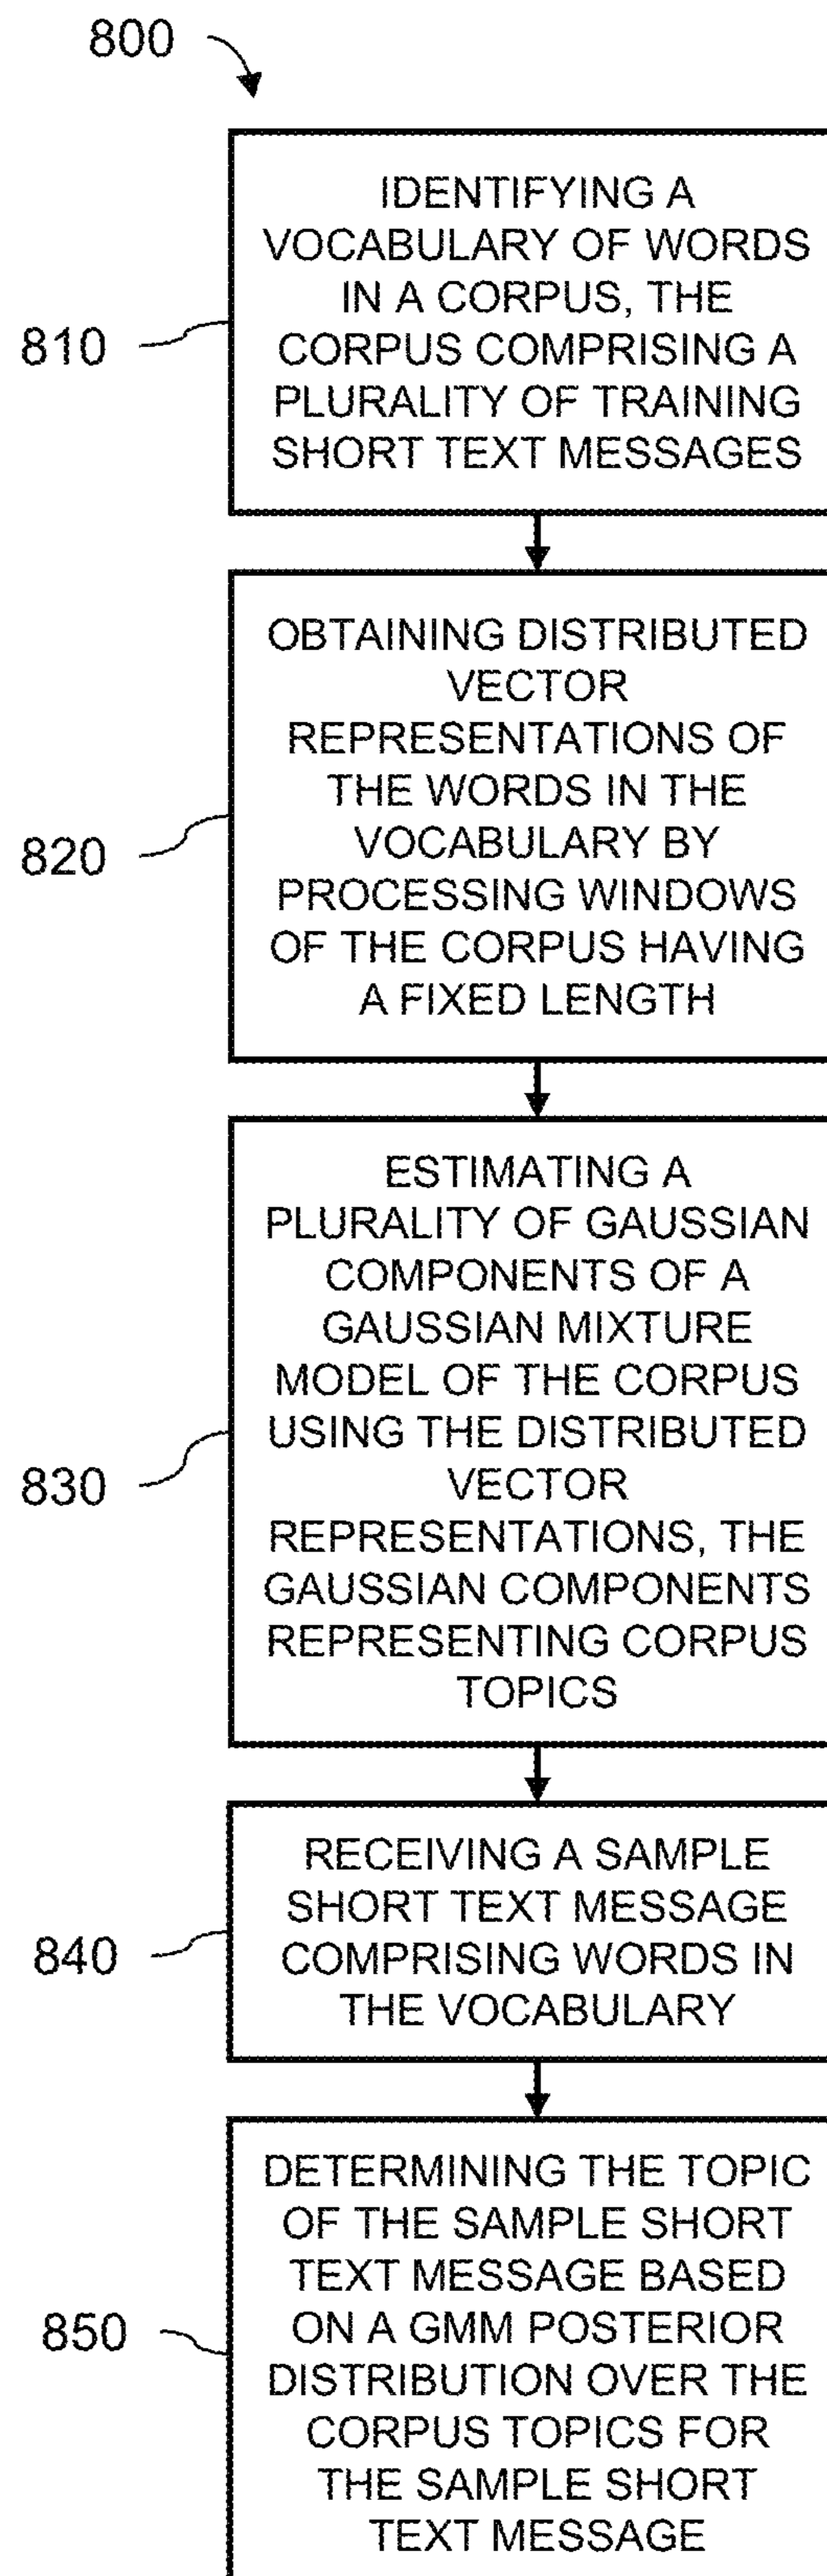 800
IDENTIFYING A
VOCABULARY OF WORDS
IN A CORPUS, THE
CORPUS COMPRISING A
PLURALITY OF TRAINING
SHORT TEXT MESSAGES
810
OBTAINING DISTRIBUTED
VECTOR
REPRESENTATIONS OF
THE WORDS IN THE
VOCABULARY BY
PROCESSING WINDOWS
OF THE CORPUS HAVING
A FIXED LENGTH
820
ESTIMATING A
PLURALITY OF GAUSSIAN
COMPONENTS OF A
GAUSSIAN MIXTURE
MODEL OF THE CORPUS
USING THE DISTRIBUTED
VECTOR
REPRESENTATIONS, THE
GAUSSIAN COMPONENTS
REPRESENTING CORPUS
TOPICS
830
RECEIVING A SAMPLE
SHORT TEXT MESSAGE
COMPRISING WORDS IN
THE VOCABULARY
840
DETERMINING THE TOPIC
OF THE SAMPLE SHORT
TEXT MESSAGE BASED
ON A GMM POSTERIOR
DISTRIBUTION OVER THE
CORPUS TOPICS FOR
THE SAMPLE SHORT
TEXT MESSAGE
850